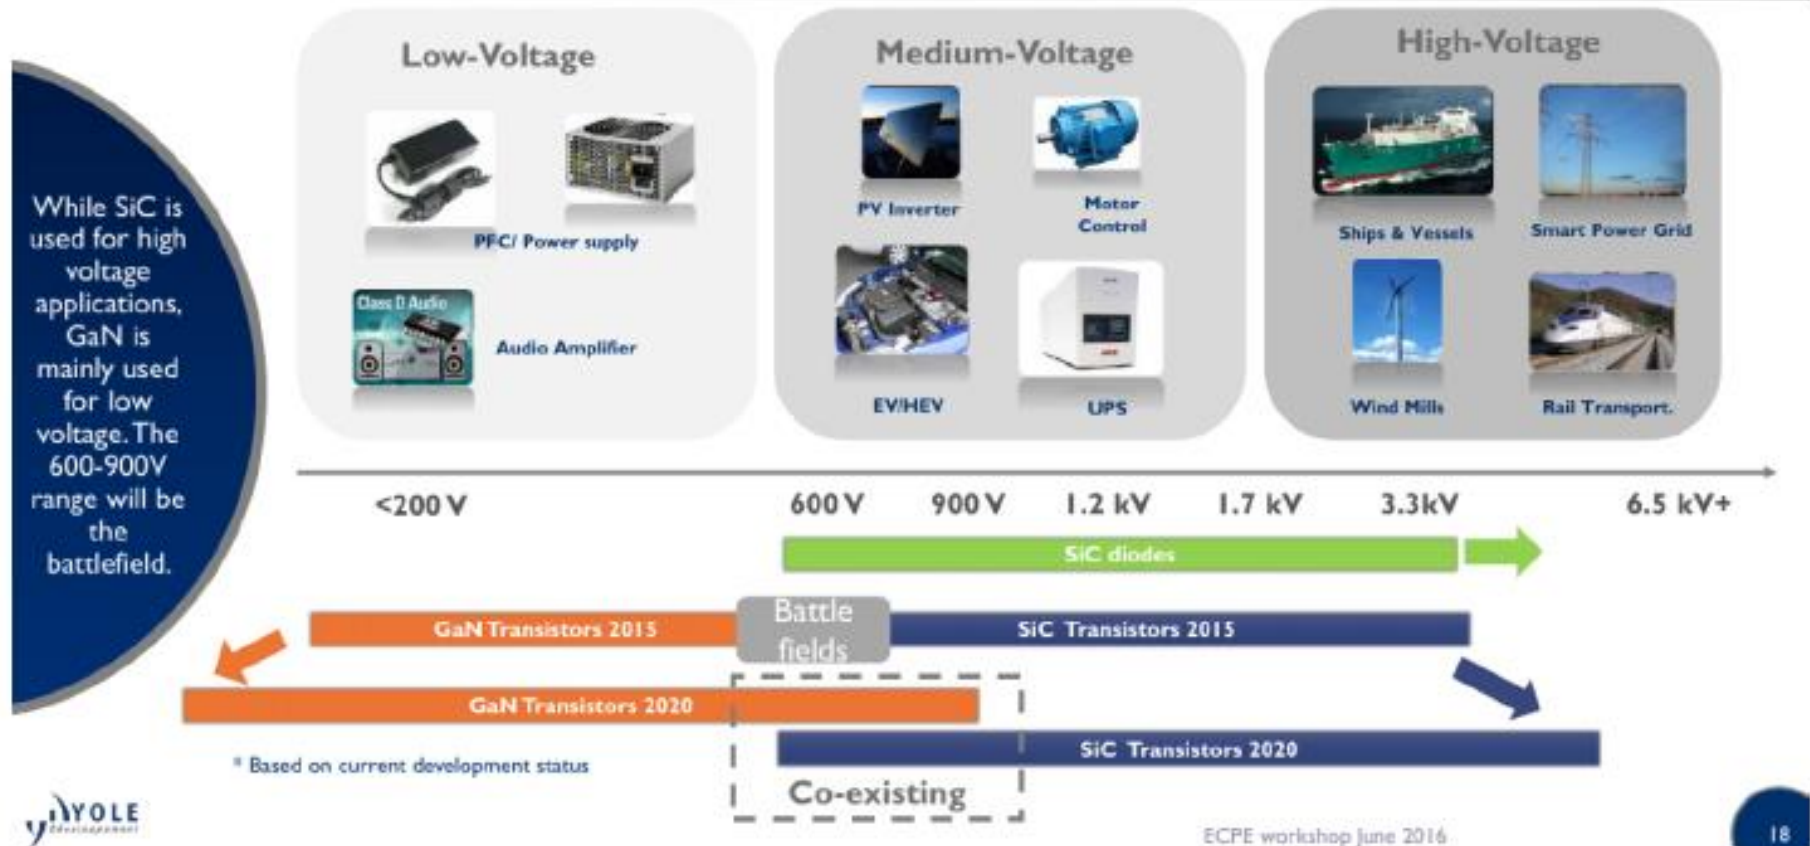 While SiC is
used for high
voltage
applications,
GaN is
mainly used
for low
voltage. The
600-900V
range will be
the
battlefield.
Low-Voltage
PFC/ Power supply
Class D Audio
Audio Amplifier
Medium-Voltage
PV Inverter
Motor
Control
EV/HEV
UPS
High-Voltage
Ships & Vessels
Smart Power Grid
Wind Mills
Rail Transport.
<200 V
600 V
900 V
1.2 kV
1.7 kV
3.3kV
6.5 kV+
SiC diodes
GaN Transistors 2015
Battle
fields
SiC Transistors 2015
GaN Transistors 2020
SiC Transistors 2020
Co-existing
* Based on current development status
YOLE
Développement
ECPE workshop June 2016
18